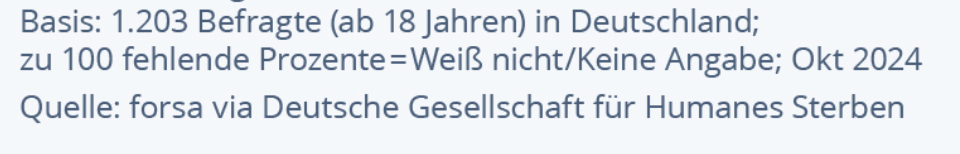 Basis: 1.203 Befragte (ab 18 Jahren) in Deutschland;
zu 100 fehlende Prozente=Weiß nicht/Keine Angabe; Okt 2024
Quelle: forsa via Deutsche Gesellschaft für Humanes Sterben